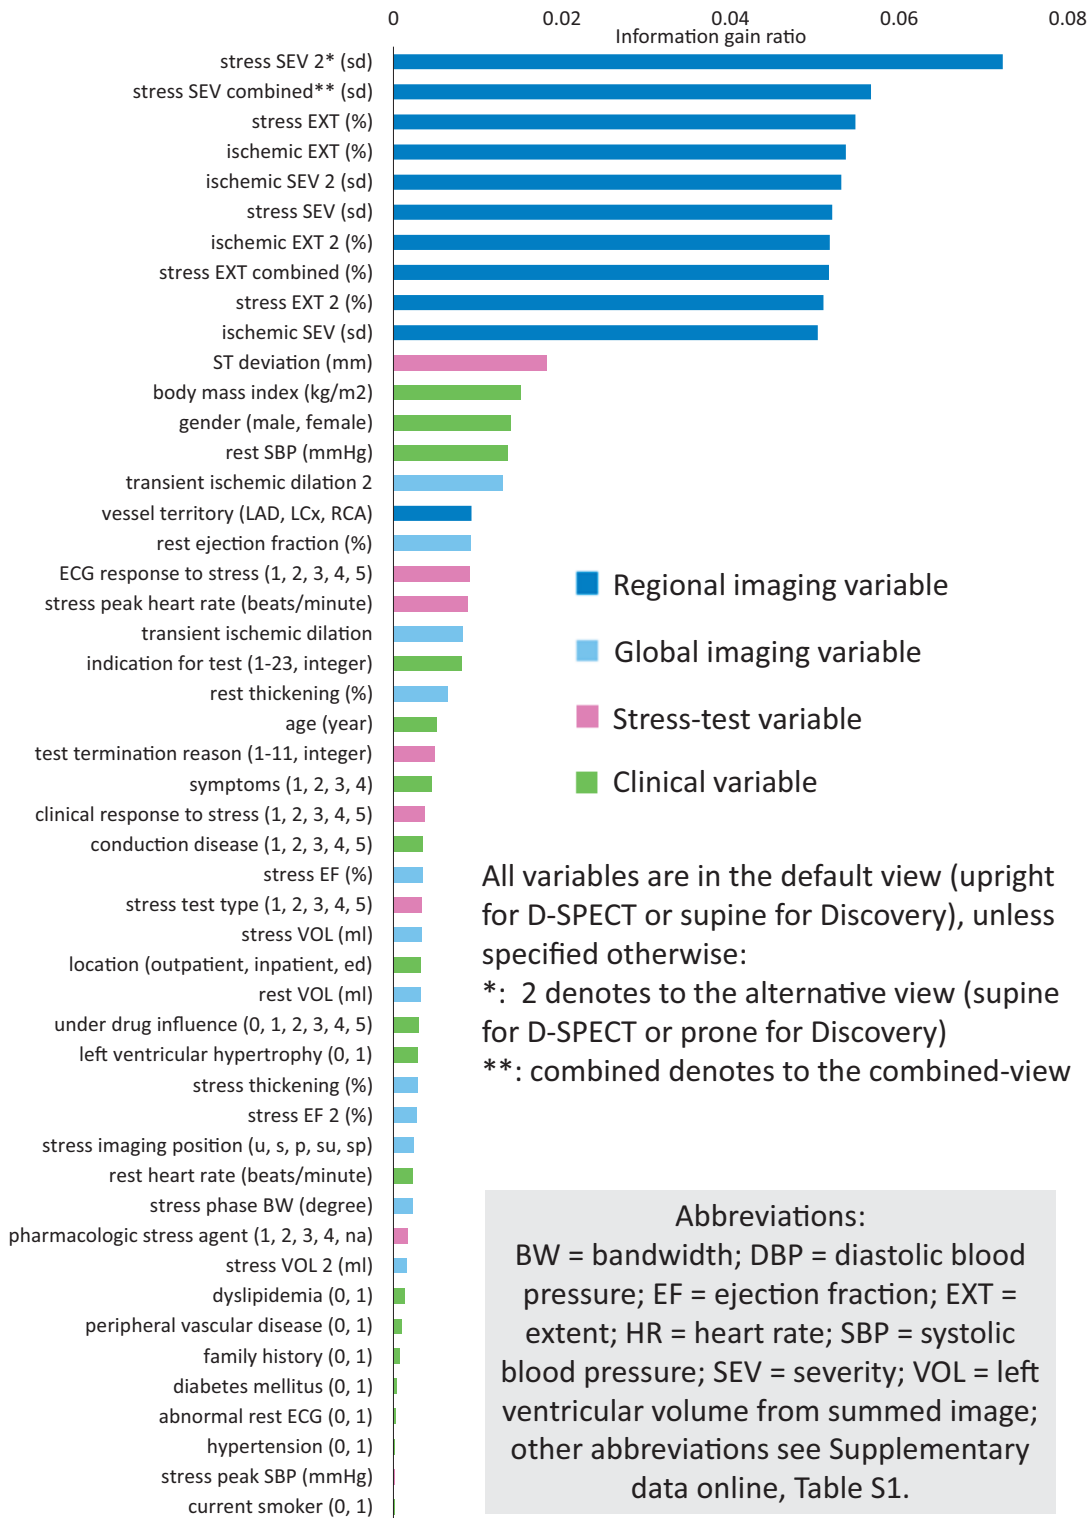 0 0.02 0.04 0.06 0.08
Information gain ratio
stress SEV 2* (sd)
stress SEV combined** (sd)
stress EXT (%)
ischemic EXT (%)
ischemic SEV 2 (sd)
stress SEV (sd)
ischemic EXT 2 (%)
stress EXT combined (%)
stress EXT 2 (%)
ischemic SEV (sd)
ST deviation (mm)
body mass index (kg/m2)
gender (male, female)
rest SBP (mmHg)
transient ischemic dilation 2
vessel territory (LAD, LCx, RCA)
rest ejection fraction (%)
ECG response to stress (1, 2, 3, 4, 5)
stress peak heart rate (beats/minute)
transient ischemic dilation
indication for test (1-23, integer)
rest thickening (%)
age (year)
test termination reason (1-11, integer)
symptoms (1, 2, 3, 4)
clinical response to stress (1, 2, 3, 4, 5)
conduction disease (1, 2, 3, 4, 5)
stress EF (%)
stress test type (1, 2, 3, 4, 5)
stress VOL (ml)
location (outpatient, inpatient, ed)
rest VOL (ml)
under drug influence (0, 1, 2, 3, 4, 5)
left ventricular hypertrophy (0, 1)
stress thickening (%)
stress EF 2 (%)
stress imaging position (u, s, p, su, sp)
rest heart rate (beats/minute)
stress phase BW (degree)
pharmacologic stress agent (1, 2, 3, 4, na)
stress VOL 2 (ml)
dyslipidemia (0, 1)
peripheral vascular disease (0, 1)
family history (0, 1)
diabetes mellitus (0, 1)
abnormal rest ECG (0, 1)
hypertension (0, 1)
stress peak SBP (mmHg)
current smoker (0, 1)
Regional imaging variable
Global imaging variable
Stress-test variable
Clinical variable
All variables are in the default view (upright
for D-SPECT or supine for Discovery), unless
specified otherwise:
*: 2 denotes to the alternative view (supine
for D-SPECT or prone for Discovery)
**: combined denotes to the combined-view
Abbreviations:
BW = bandwidth; DBP = diastolic blood
pressure; EF = ejection fraction; EXT =
extent; HR = heart rate; SBP = systolic
blood pressure; SEV = severity; VOL = left
ventricular volume from summed image;
other abbreviations see Supplementary
data online, Table S1.